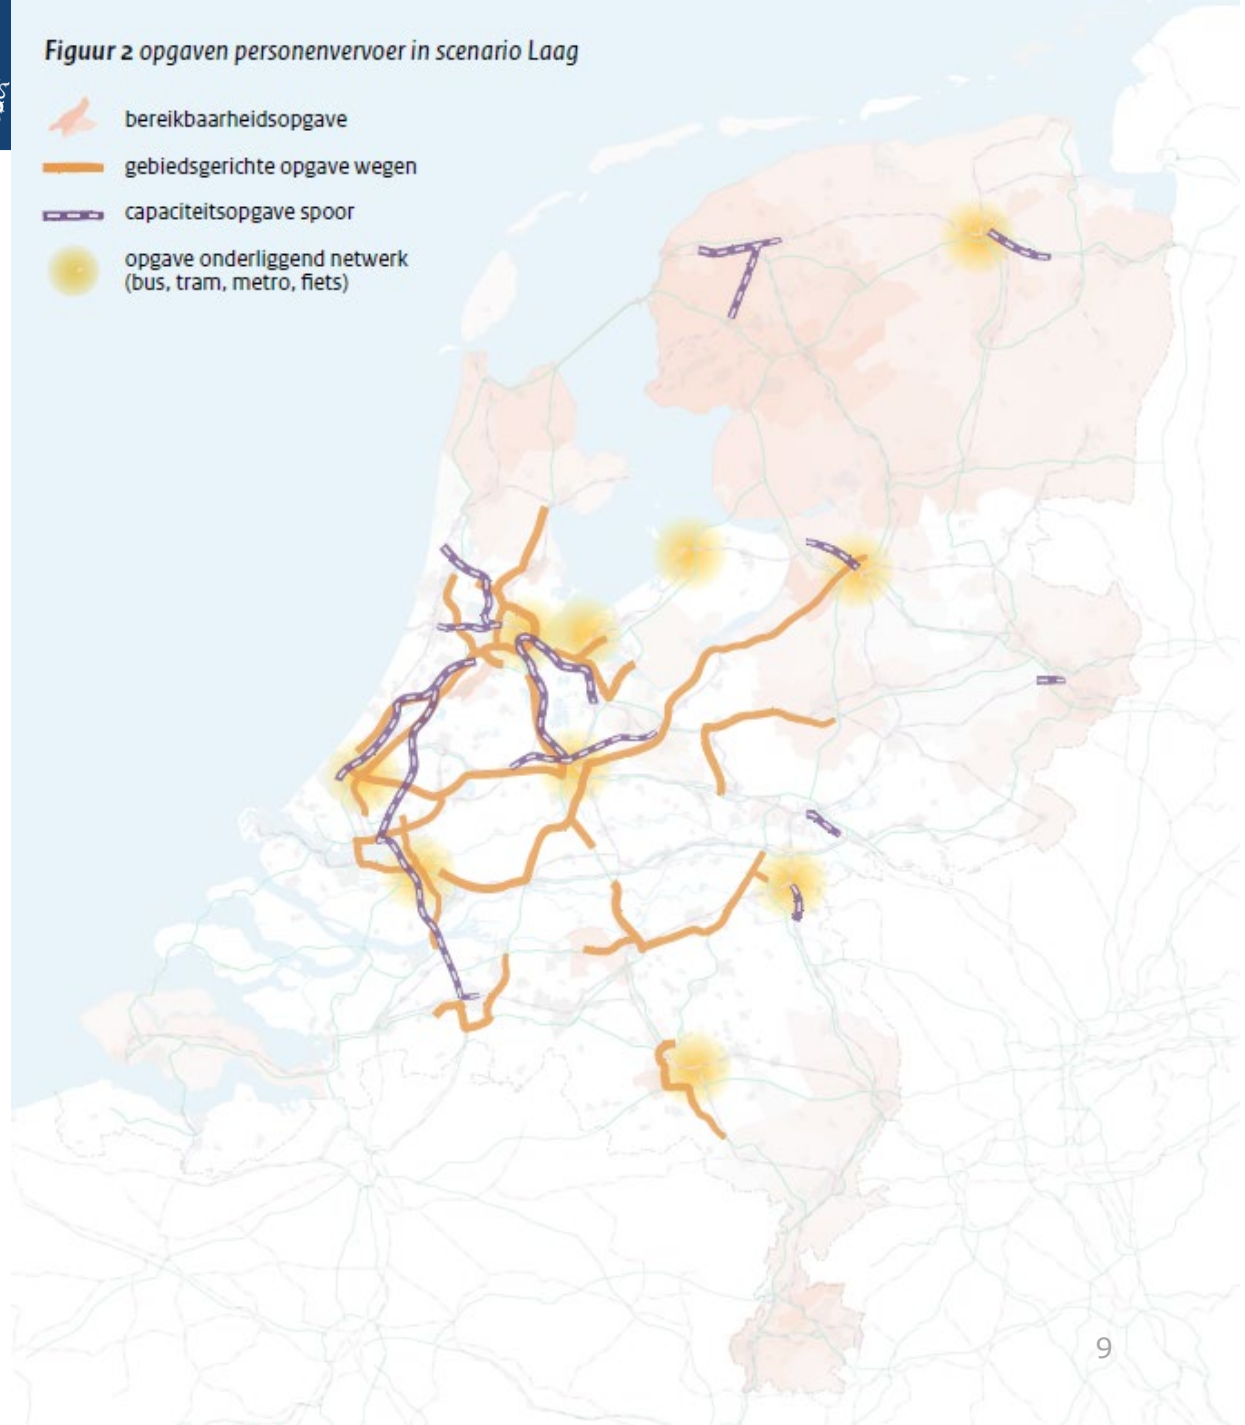 Figuur 2 opgaven personenvervoer in scenario Laag
bereikbaarheidsopgave
gebiedsgerichte opgave wegen
capaciteitsopgave spoor
opgave onderliggend netwerk
(bus, tram, metro, fiets)
9